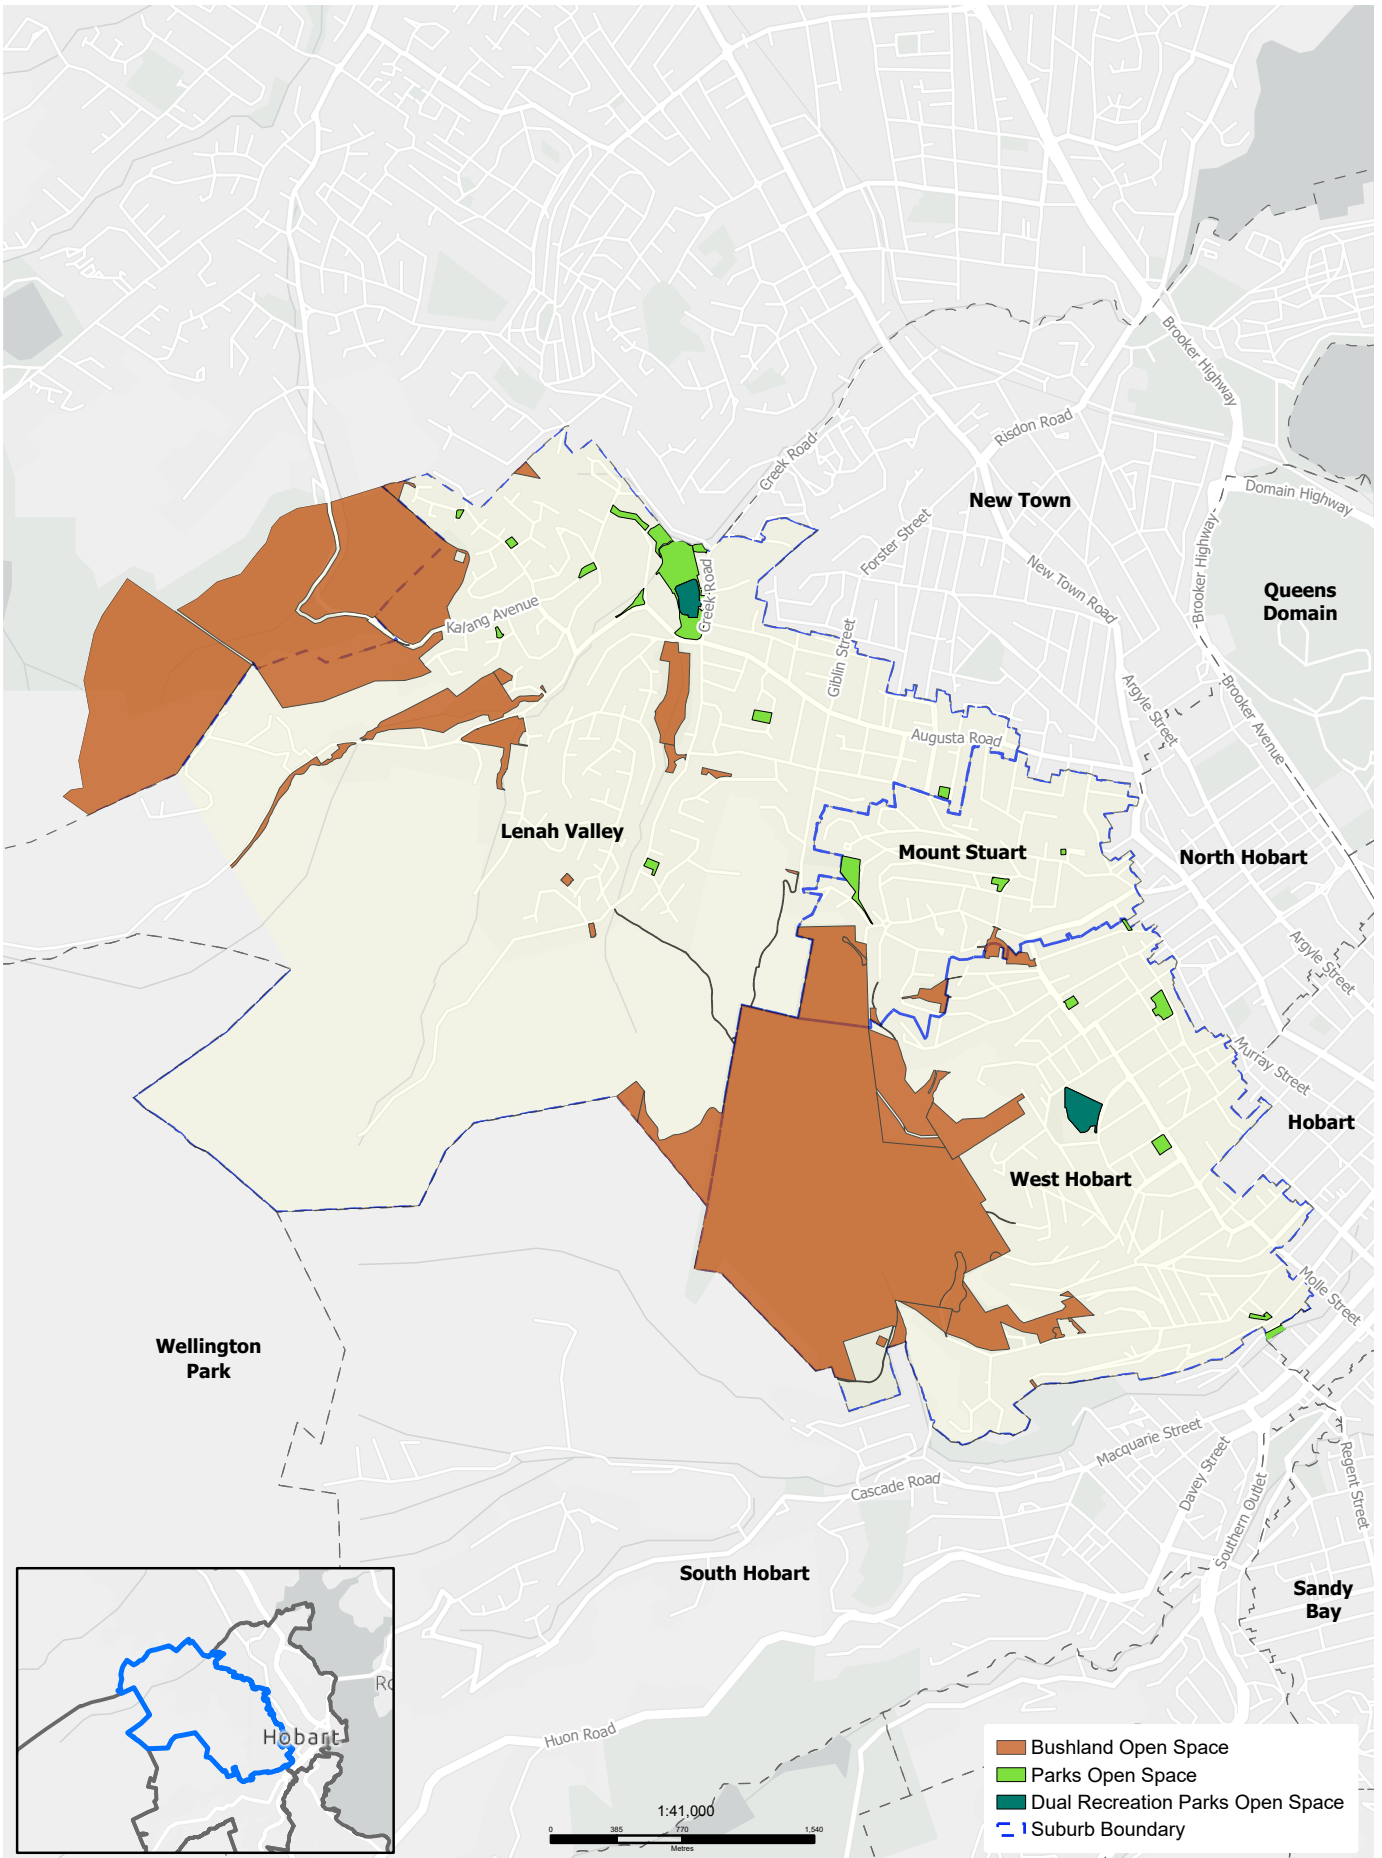 Brooker Highway
Risdon Road
Creek Road
New Town
Domain Highway
Forster Street
Brooker Highway
New Town Road
Queens
Domain
Creek Road
Kalang Avenue
Giblin Street
Argyle Street
Brooker Avenue
Augusta Road
Lenah Valley
Mount Stuart
North Hobart
Argyle Street
Murray Street
Hobart
West Hobart
Molle Street
Wellington
Park
Macquarie Street
Regent Street
Davey Street
Cascade Road
Southern Outlet
South Hobart
Sandy
Bay
Ro
Hobart
Huon Road
Bushland Open Space
Parks Open Space
Dual Recreation Parks Open Space
Suburb Boundary
1:41,000
0 385 770 1,540
Metres